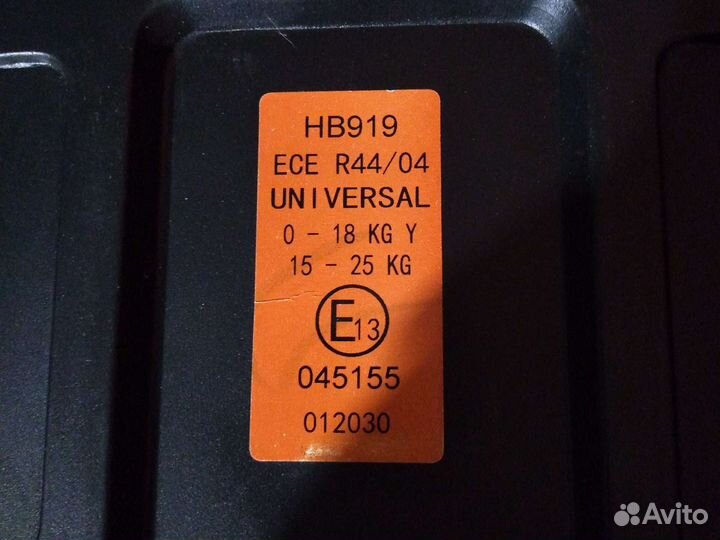 HB919
ECE R44/04
UNIVERSAL
0 - 18 KG Y
15 - 25 KG
E13
045155
012030
Avito